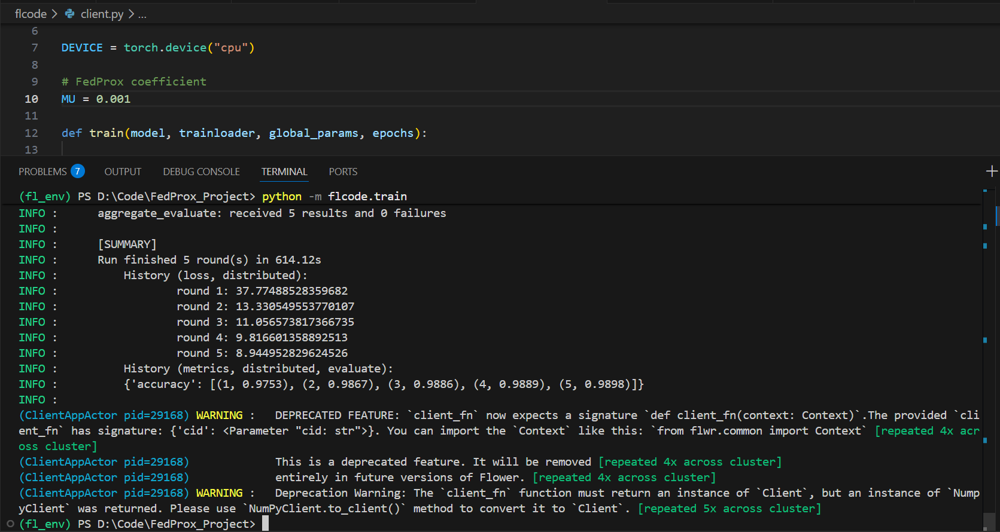 flcode > client.py > ...
6
7 DEVICE = torch.device("cpu")
8
9 # FedProx coefficient
10 MU = 0.001
11
12 def train(model, trainloader, global_params, epochs):
13
PROBLEMS 7 OUTPUT DEBUG CONSOLE TERMINAL PORTS
(fl_env) PS D:\Code\FedProx_Project> python -m flcode.train
INFO : aggregate_evaluate: received 5 results and 0 failures
INFO :
INFO : [SUMMARY]
INFO : Run finished 5 round(s) in 614.12s
INFO : History (loss, distributed):
INFO : round 1: 37.77488528359682
INFO : round 2: 13.330549553770107
INFO : round 3: 11.056573817366735
INFO : round 4: 9.816601358892513
INFO : round 5: 8.944952829624526
INFO : History (metrics, distributed, evaluate):
INFO : {'accuracy': [(1, 0.9753), (2, 0.9867), (3, 0.9886), (4, 0.9889), (5, 0.9898)]}
INFO :
(ClientAppActor pid=29168) WARNING : DEPRECATED FEATURE: `client_fn` now expects a signature `def client_fn(context: Context)`.The provided `cli
ent_fn` has signature: {'cid': <Parameter "cid: str">}. You can import the `Context` like this: `from flwr.common import Context` [repeated 4x acr
oss cluster]
(ClientAppActor pid=29168) This is a deprecated feature. It will be removed [repeated 4x across cluster]
(ClientAppActor pid=29168) entirely in future versions of Flower. [repeated 4x across cluster]
(ClientAppActor pid=29168) WARNING : Deprecation Warning: The `client_fn` function must return an instance of `Client`, but an instance of `Nump
yClient` was returned. Please use `NumPyClient.to_client()` method to convert it to `Client`. [repeated 5x across cluster]
(fl_env) PS D:\Code\FedProx_Project>